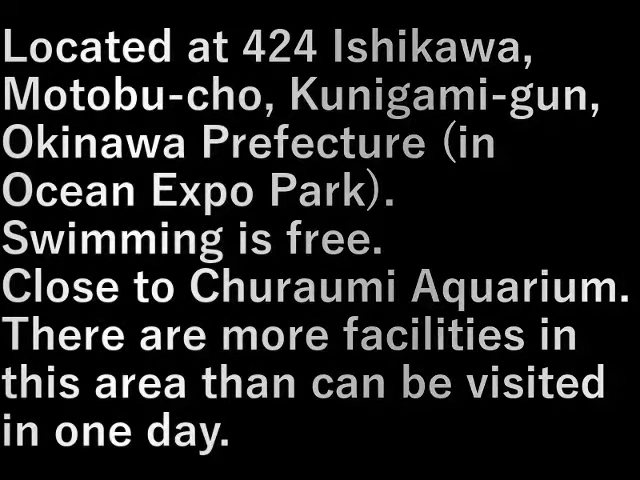 Located at 424 Ishikawa,
Motobu-cho, Kunigami-gun,
Okinawa Prefecture (in
Ocean Expo Park).
Swimming is free.
Close to Churaumi Aquarium.
There are more facilities in
this area than can be visited
in one day.